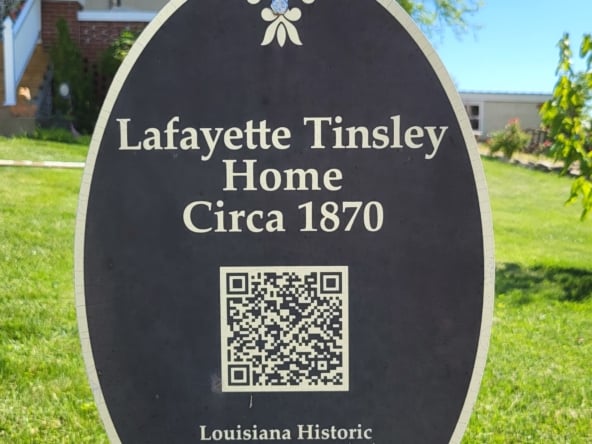 Lafayette Tinsley
Home
Circa 1870
Louisiana Historic